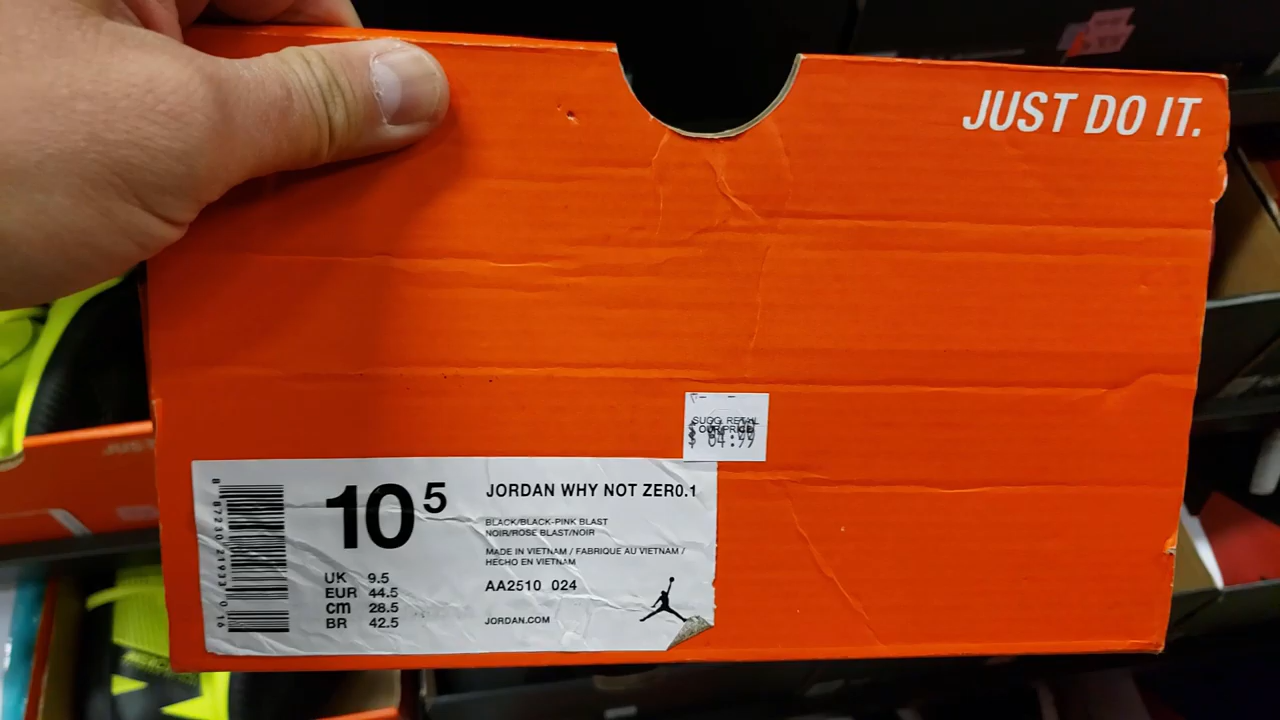 JUST DO IT.
SUGG. RETAIL
OUR PRICE
10 5
JORDAN WHY NOT ZER0.1
BLACK/BLACK-PINK BLAST
NOIR/ROSE BLAST/NOIR
MADE IN VIETNAM / FABRIQUE AU VIETNAM /
HECHO EN VIETNAM
UK 9.5
EUR 44.5
cm 28.5
BR 42.5
AA2510 024
JORDAN.COM